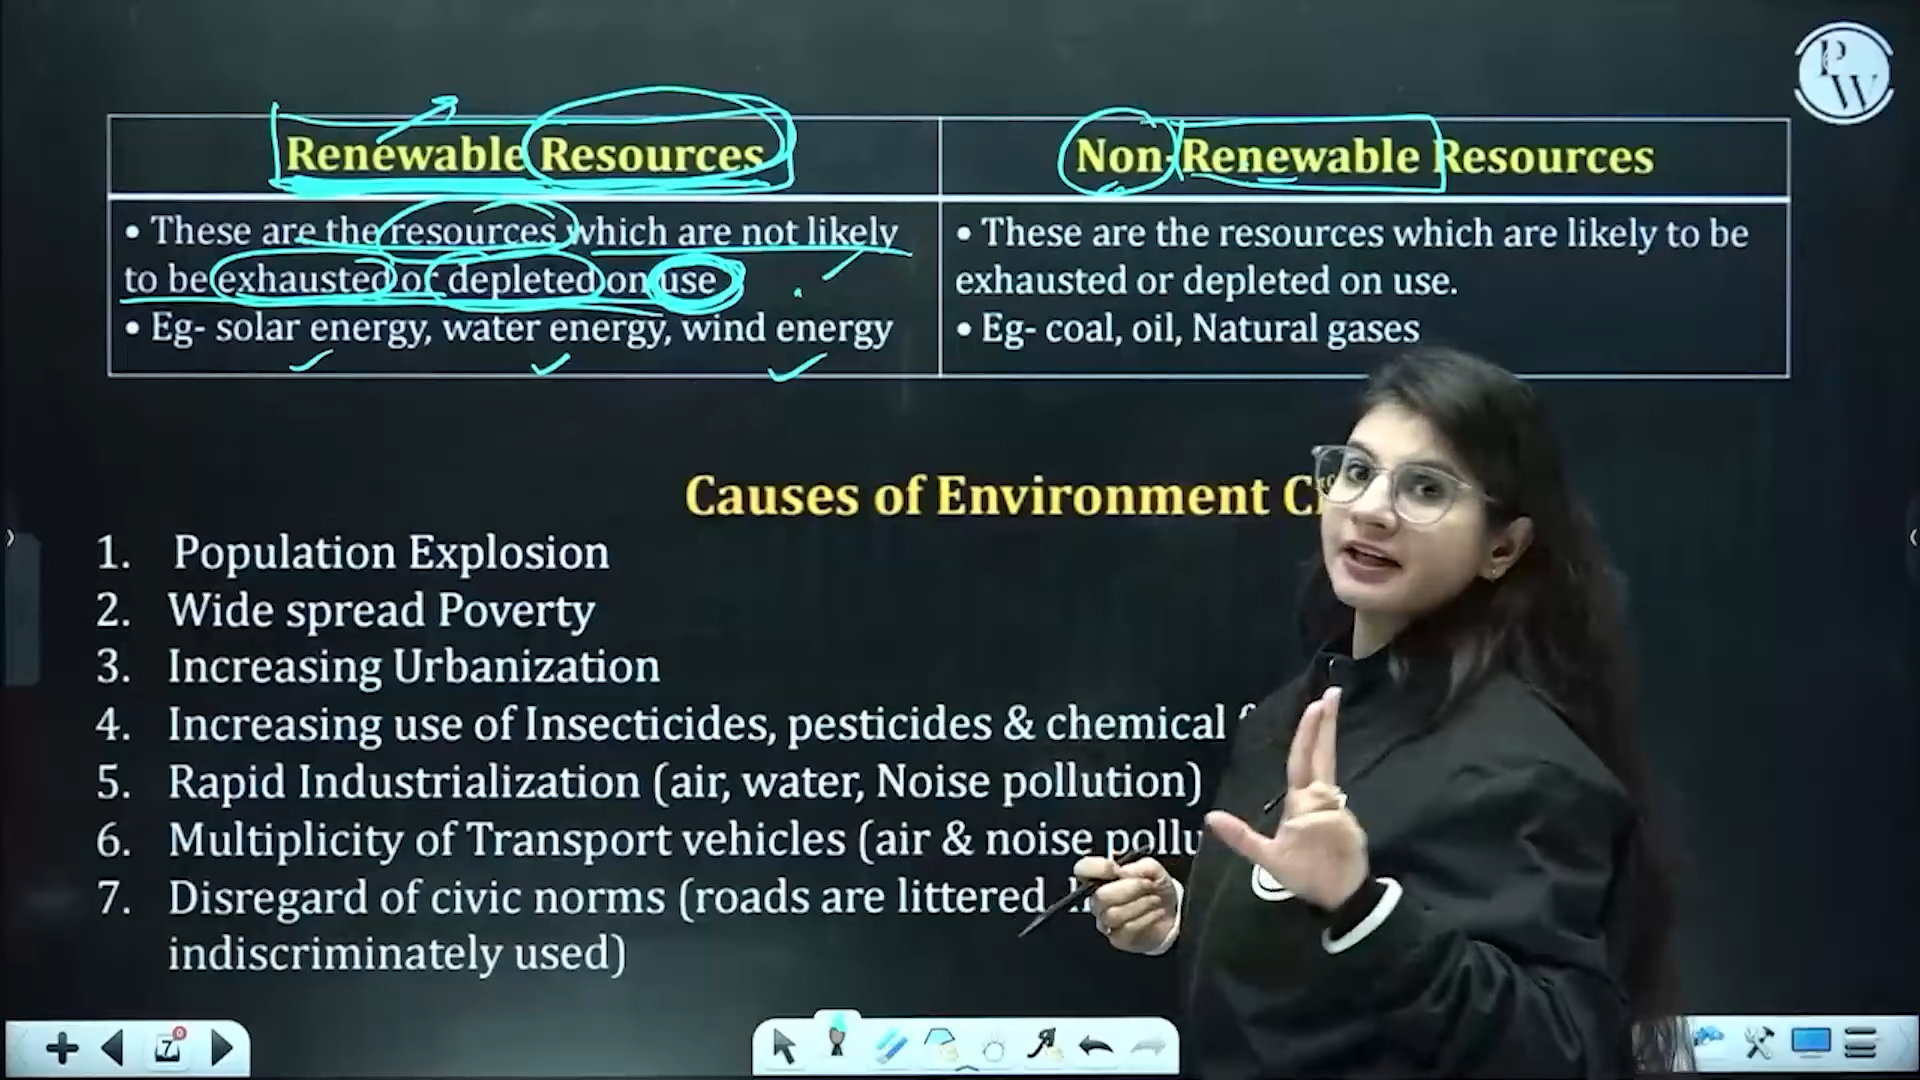 PW
Renewable Resources
Non-Renewable Resources
• These are the resources which are not likely
to be exhausted or depleted on use
• Eg- solar energy, water energy, wind energy
• These are the resources which are likely to be
exhausted or depleted on use.
• Eg- coal, oil, Natural gases
Causes of Environment
1. Population Explosion
2. Wide spread Poverty
3. Increasing Urbanization
4. Increasing use of Insecticides, pesticides & chemical
5. Rapid Industrialization (air, water, Noise pollution)
6. Multiplicity of Transport vehicles (air & noise pollu
7. Disregard of civic norms (roads are littered,
indiscriminately used)
7
0